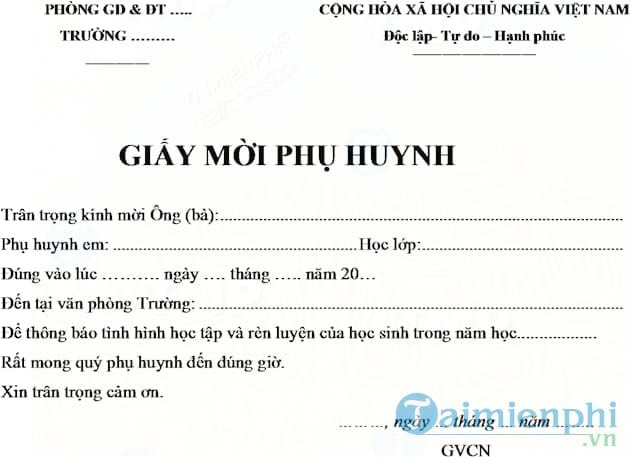 PHÒNG GD & ĐT ….. CỘNG HÒA XÃ HỘI CHỦ NGHĨA VIỆT NAM
TRƯỜNG ……… Độc lập- Tự do – Hạnh phúc
GIẤY MỜI PHỤ HUYNH
Trân trọng kính mời Ông (bà):.....................................................................................................
Phụ huynh em: .............................................................Học lớp:..................................................
Đúng vào lúc ………. ngày …. tháng ….. năm 20…
Đến tại văn phòng Trường: .........................................................................................................
Để thông báo tình hình học tập và rèn luyện của học sinh trong năm học....................
Rất mong quý phụ huynh đến đúng giờ.
Xin trân trọng cảm ơn.
………, ngày … tháng … năm ………
GVCN
Taimienphi
.vn